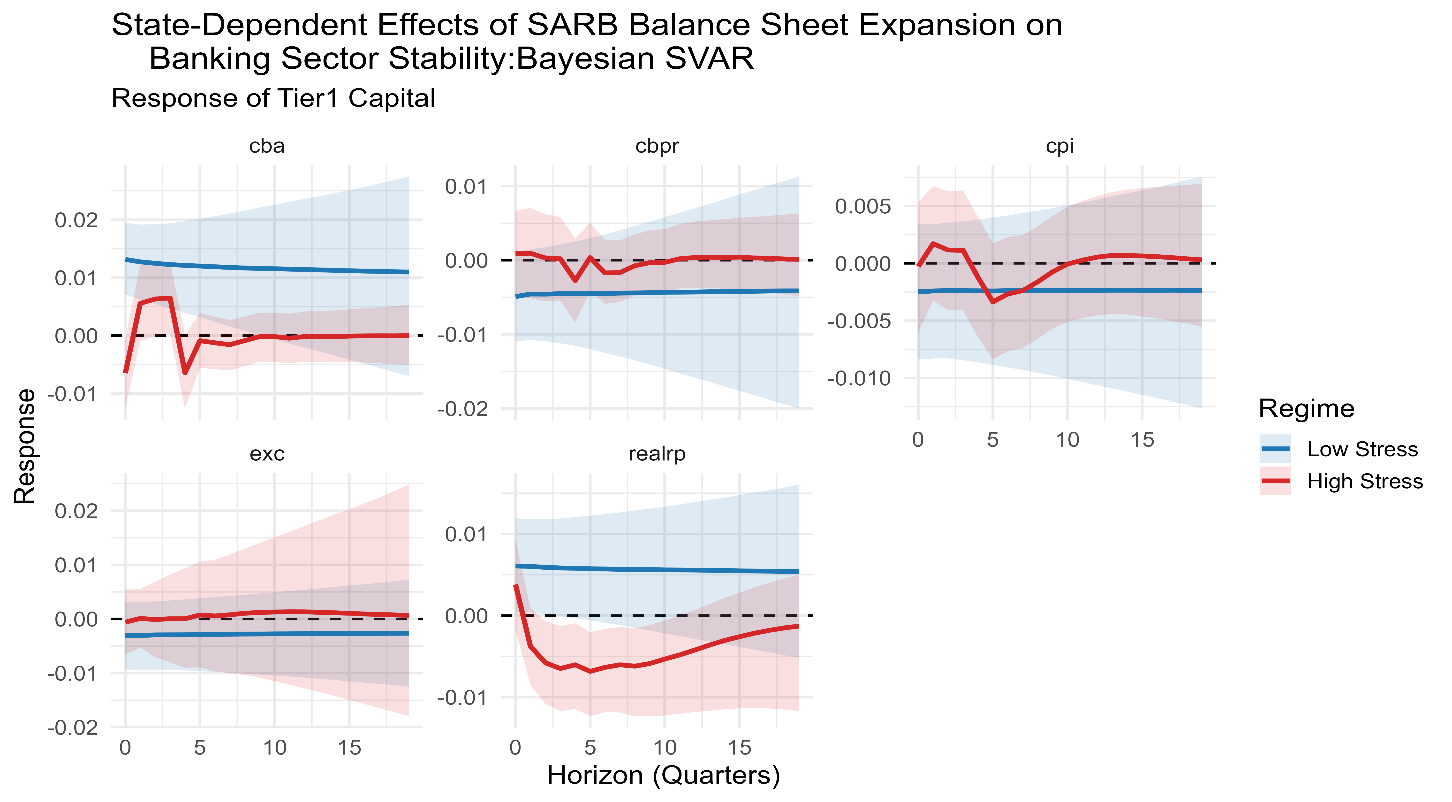 State-Dependent Effects of SARB Balance Sheet Expansion on
Banking Sector Stability:Bayesian SVAR
Response of Tier1 Capital
cba
cbpr
cpi
0.02
0.01
0.00
-0.01
0.01
0.00
-0.01
-0.02
0.005
0.000
-0.005
-0.010
0 5 10 15
exc
realrp
0.02
0.01
0.00
-0.01
-0.02
0.01
0.00
-0.01
0 5 10 15
0 5 10 15
Response
Horizon (Quarters)
Regime
Low Stress
High Stress